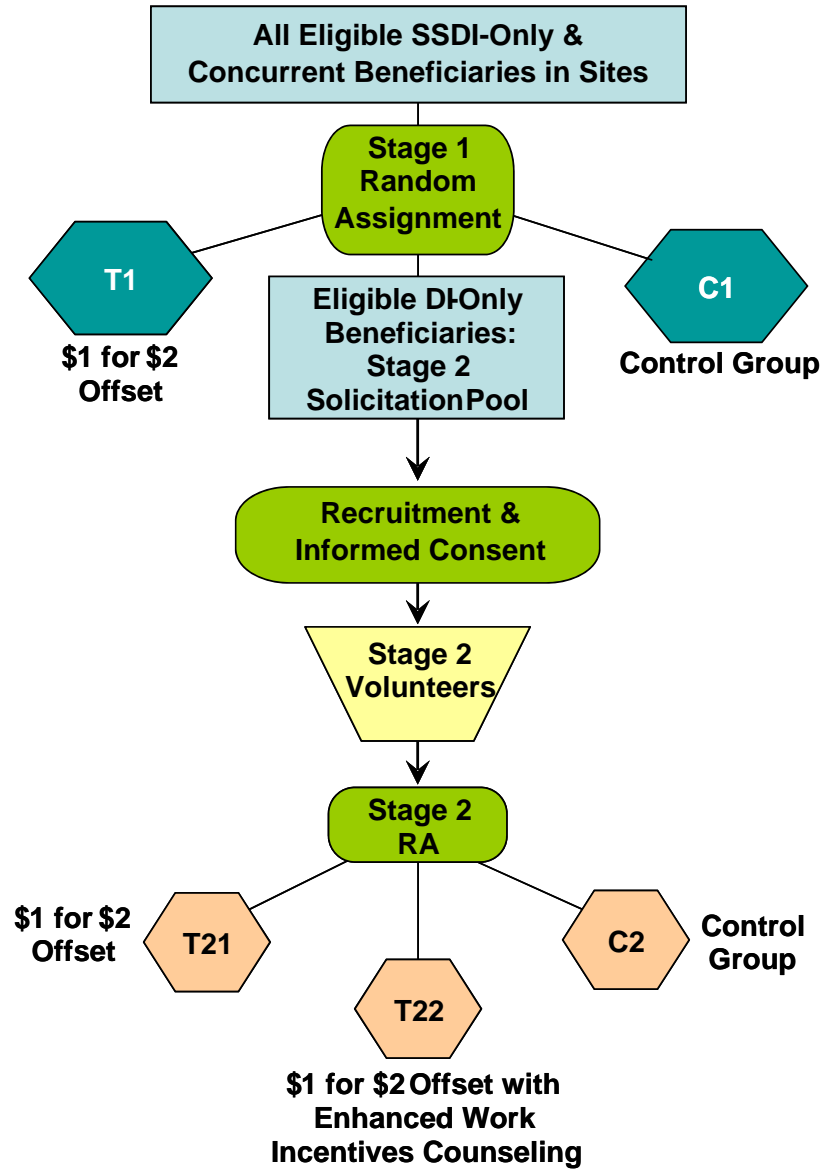 All Eligible SSDI-Only &
Concurrent Beneficiaries in Sites
Stage 1
Random
Assignment
T1
$1 for $2
Offset
C1
Control Group
Eligible DI-Only
Beneficiaries:
Stage 2
Solicitation Pool
Recruitment &
Informed Consent
Stage 2
Volunteers
Stage 2
RA
$1 for $2
Offset
T21
T22
$1 for $2 Offset with
Enhanced Work
Incentives Counseling
C2
Control
Group